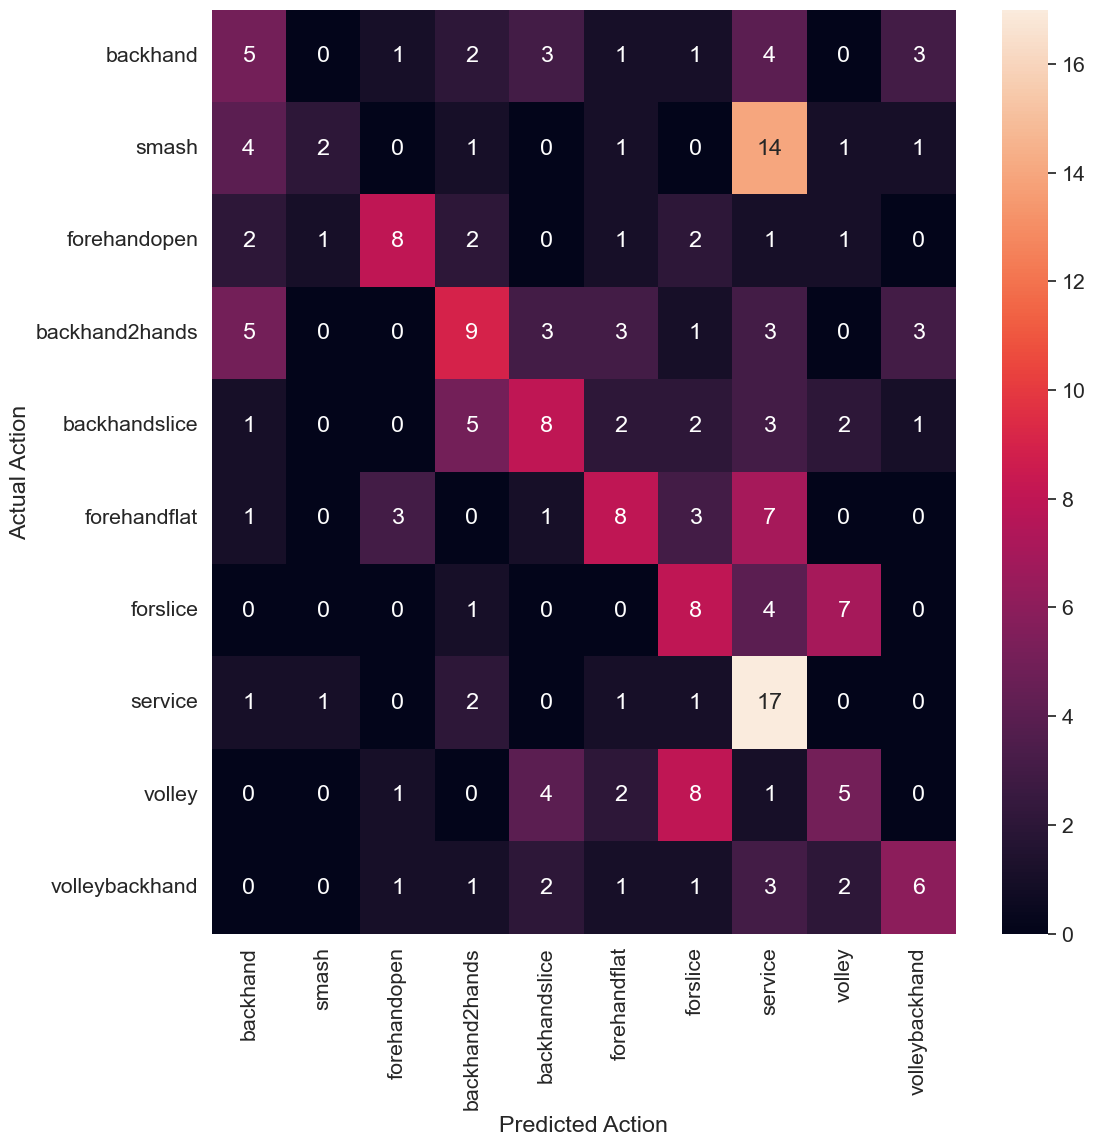 backhand 5 0 1 2 3 1 1 4 0 3
smash 4 2 0 1 0 1 0 14 1 1
forehandopen 2 1 8 2 0 1 2 1 1 0
backhand2hands 5 0 0 9 3 3 1 3 0 3
backhandslice 1 0 0 5 8 2 2 3 2 1
forehandflat 1 0 3 0 1 8 3 7 0 0
forslice 0 0 0 1 0 0 8 4 7 0
service 1 1 0 2 0 1 1 17 0 0
volley 0 0 1 0 4 2 8 1 5 0
volleybackhand 0 0 1 1 2 1 1 3 2 6
Actual Action
backhand
smash
forehandopen
backhand2hands
backhandslice
forehandflat
forslice
service
volley
volleybackhand
Predicted Action
16
14
12
10
8
6
4
2
0